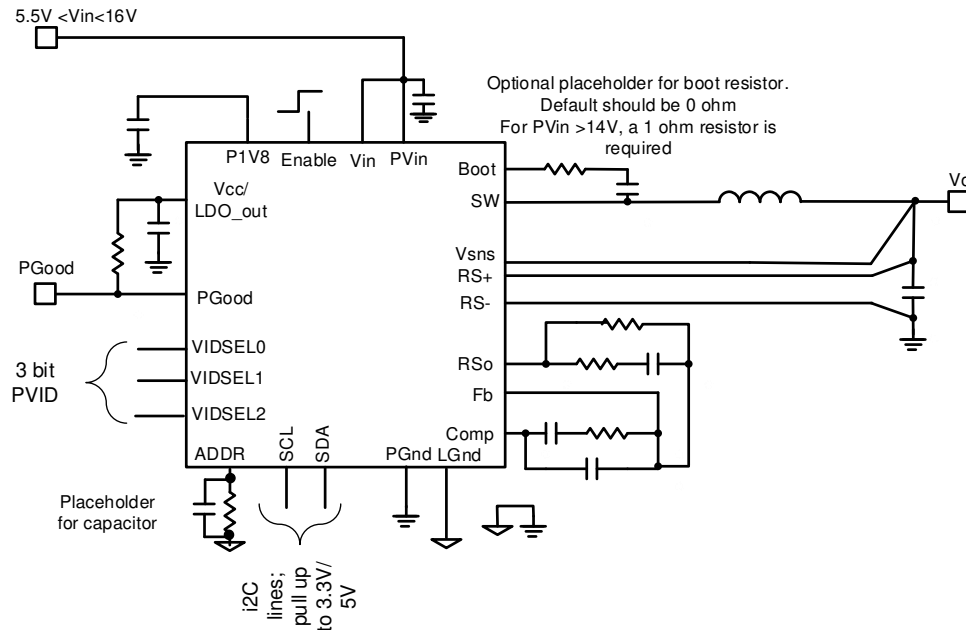 5.5V <Vin<16V
Optional placeholder for boot resistor.
Default should be 0 ohm
For PVin >14V, a 1 ohm resistor is
required
P1V8
Enable
Vin
PVin
Boot
SW
Vcc/
LDO_out
Vo
Vsns
RS+
RS-
PGood
PGood
3 bit
PVID
VIDSEL0
VIDSEL1
VIDSEL2
RSo
Fb
Comp
ADDR
SCL
SDA
PGnd
LGnd
Placeholder
for capacitor
i2C
lines;
pull up
to 3.3V/
5V